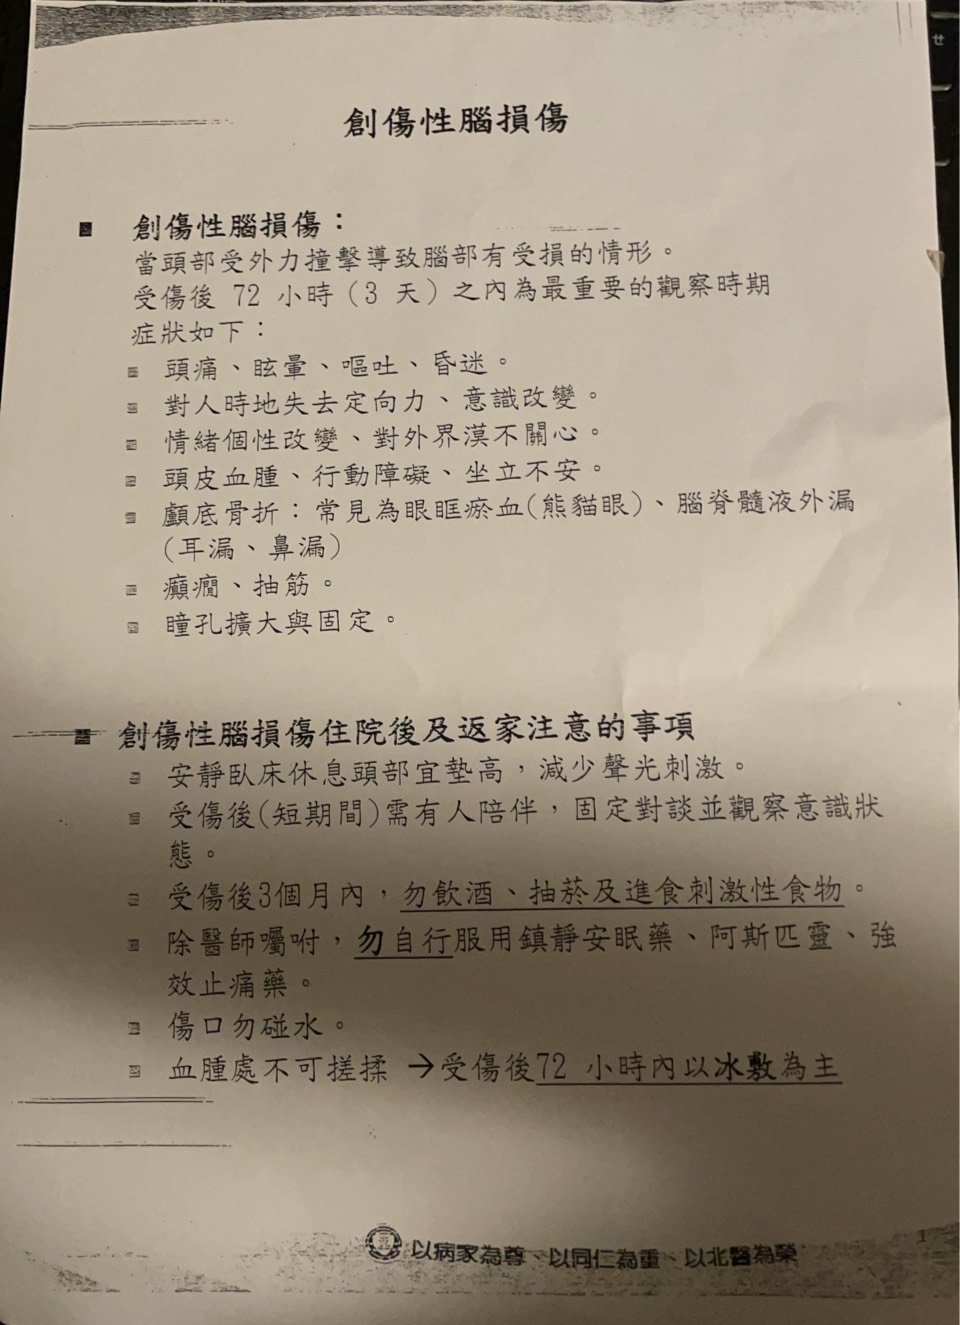 創傷性腦損傷
創傷性腦損傷：
當頭部受外力撞擊導致腦部有受損的情形。
受傷後 72 小時（3 天）之內為最重要的觀察時期
症狀如下：
頭痛、眩暈、嘔吐、昏迷。
對人時地失去定向力、意識改變。
情緒個性改變、對外界漠不關心。
頭皮血腫、行動障礙、坐立不安。
顱底骨折：常見為眼眶瘀血(熊貓眼)、腦脊髓液外漏
(耳漏、鼻漏)
癲癇、抽筋。
瞳孔擴大與固定。
創傷性腦損傷住院後及返家注意的事項
安靜臥床休息頭部宜墊高，減少聲光刺激。
受傷後(短期間)需有人陪伴，固定對談並觀察意識狀
態。
受傷後3個月內，勿飲酒、抽菸及進食刺激性食物。
除醫師囑咐，勿自行服用鎮靜安眠藥、阿斯匹靈、強
效止痛藥。
傷口勿碰水。
血腫處不可搓揉 →受傷後72 小時內以冰敷為主
以病家為尊、以同仁為重、以北醫為榮
1